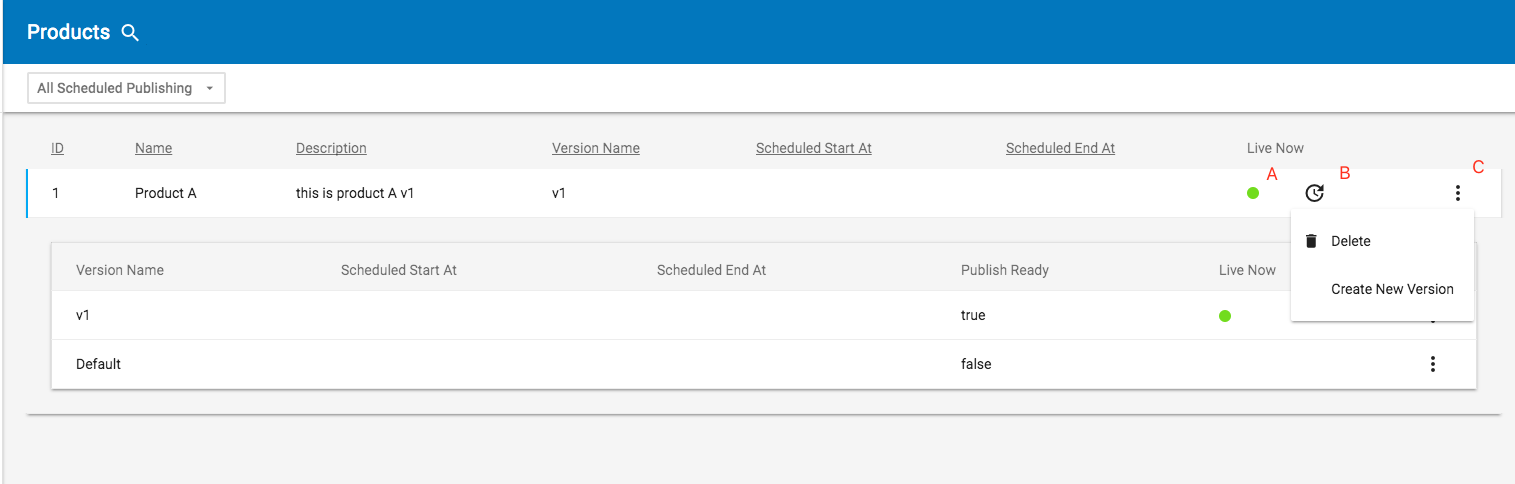 Products
All Scheduled Publishing
ID Name Description Version Name Scheduled Start At Scheduled End At Live Now
1 Product A this is product A v1 v1 A B C
Delete
Version Name Scheduled Start At Scheduled End At Publish Ready Live Now
Create New Version
v1 true
Default false